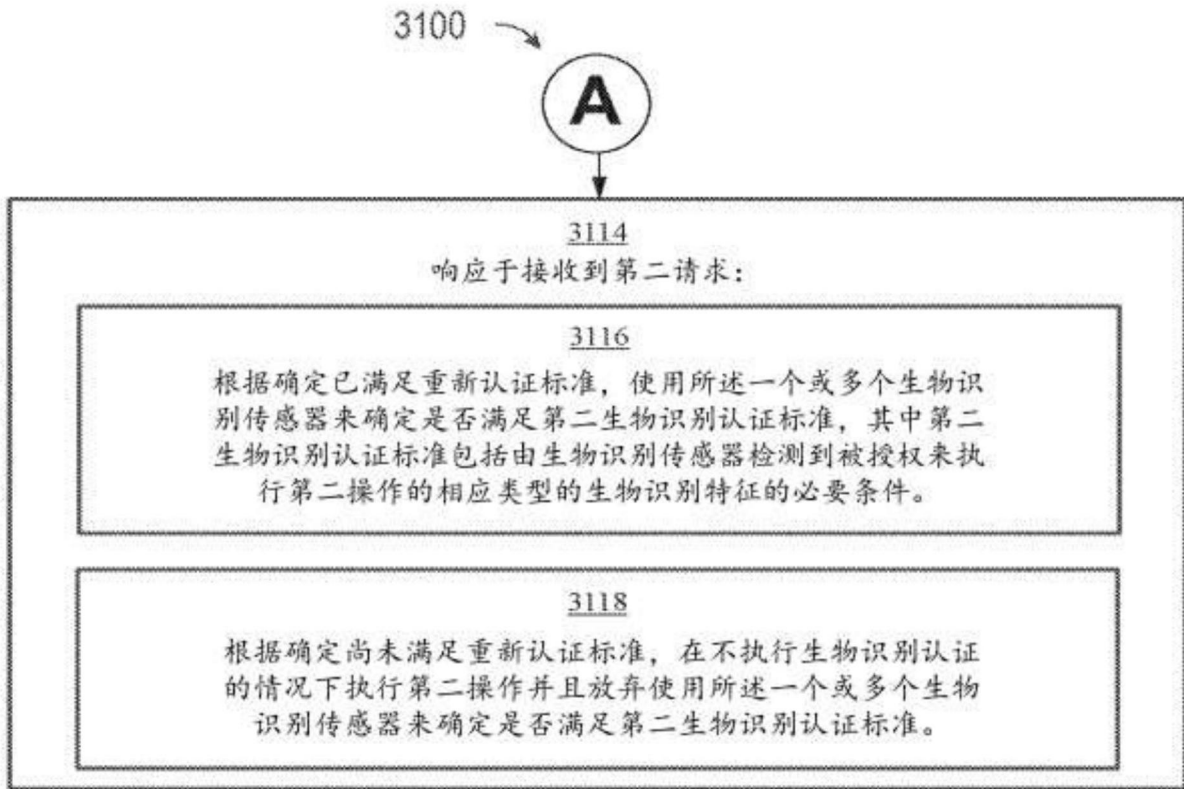 3100
A
3114
响应于接收到第二请求：
3116
根据确定已满足重新认证标准，使用所述一个或多个生物识
别传感器来确定是否满足第二生物识别认证标准，其中第二
生物识别认证标准包括由生物识别传感器检测到被授权来执
行第二操作的相应类型的生物识别特征的必要条件。
3118
根据确定尚未满足重新认证标准，在不执行生物识别认证
的情况下执行第二操作并且放弃使用所述一个或多个生物
识别传感器来确定是否满足第二生物识别认证标准。